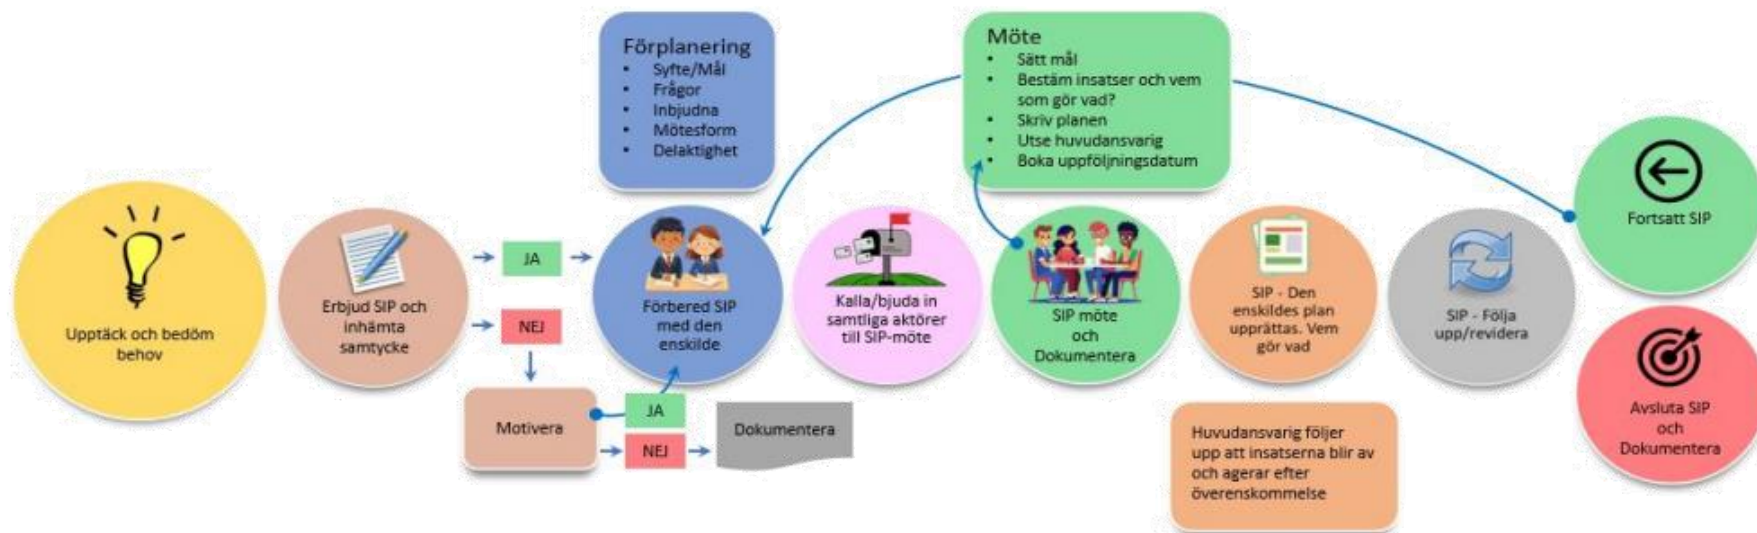 Förplanering
• Syfte/Mål
• Frågor
• Inbjudna
• Mötesform
• Delaktighet
Möte
• Sätt mål
• Bestäm insatser och vem
som gör vad?
• Skriv planen
• Utse huvudansvarig
• Boka uppföljningsdatum
Upptäck och bedöm
behov
Erbjud SIP och
inhämta
samtycke
JA
NEJ
Motivera
JA
NEJ
Dokumentera
Förbered SIP
med den
enskilde
Kalla/bjuda in
samtliga aktörer
till SIP-möte
SIP möte
och
Dokumentera
SIP - Den
enskildes plan
upprättas. Vem
gör vad
Huvudansvarig följer
upp att insatserna blir av
och agerar efter
överenskommelse
SIP - Följa
upp/revidera
Fortsatt SIP
Avsluta SIP
och
Dokumentera